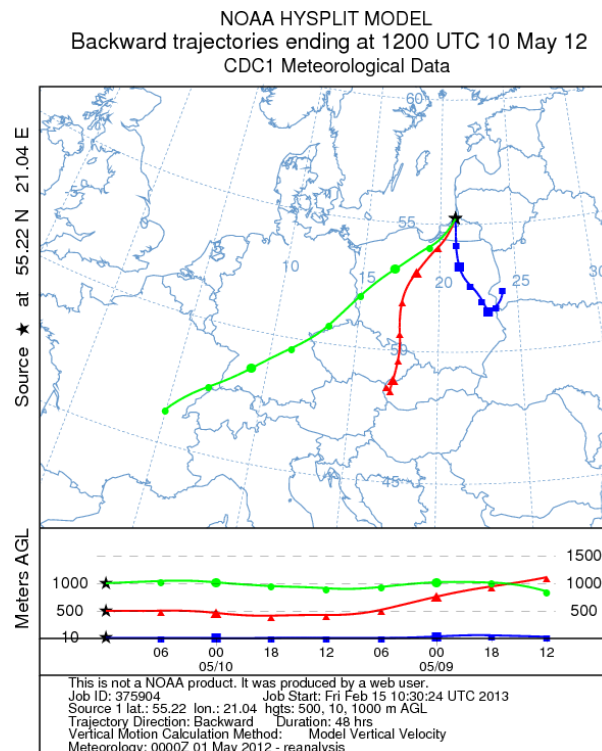 NOAA HYSPLIT MODEL
Backward trajectories ending at 1200 UTC 10 May 12
CDC1 Meteorological Data
Source ★ at 55.22 N 21.04 E
60
55
10
15
20
25
30
50
45
Meters AGL
1500
1000
1000
500
500
10
06 00 18 12 06 00 18 12
05/10 05/09
This is not a NOAA product. It was produced by a web user.
Job ID: 375904 Job Start: Fri Feb 15 10:30:24 UTC 2013
Source 1 lat.: 55.22 lon.: 21.04 hgts: 500, 10, 1000 m AGL
Trajectory Direction: Backward Duration: 48 hrs
Vertical Motion Calculation Method: Model Vertical Velocity
Meteorology: 0000Z 01 May 2012 - reanalysis